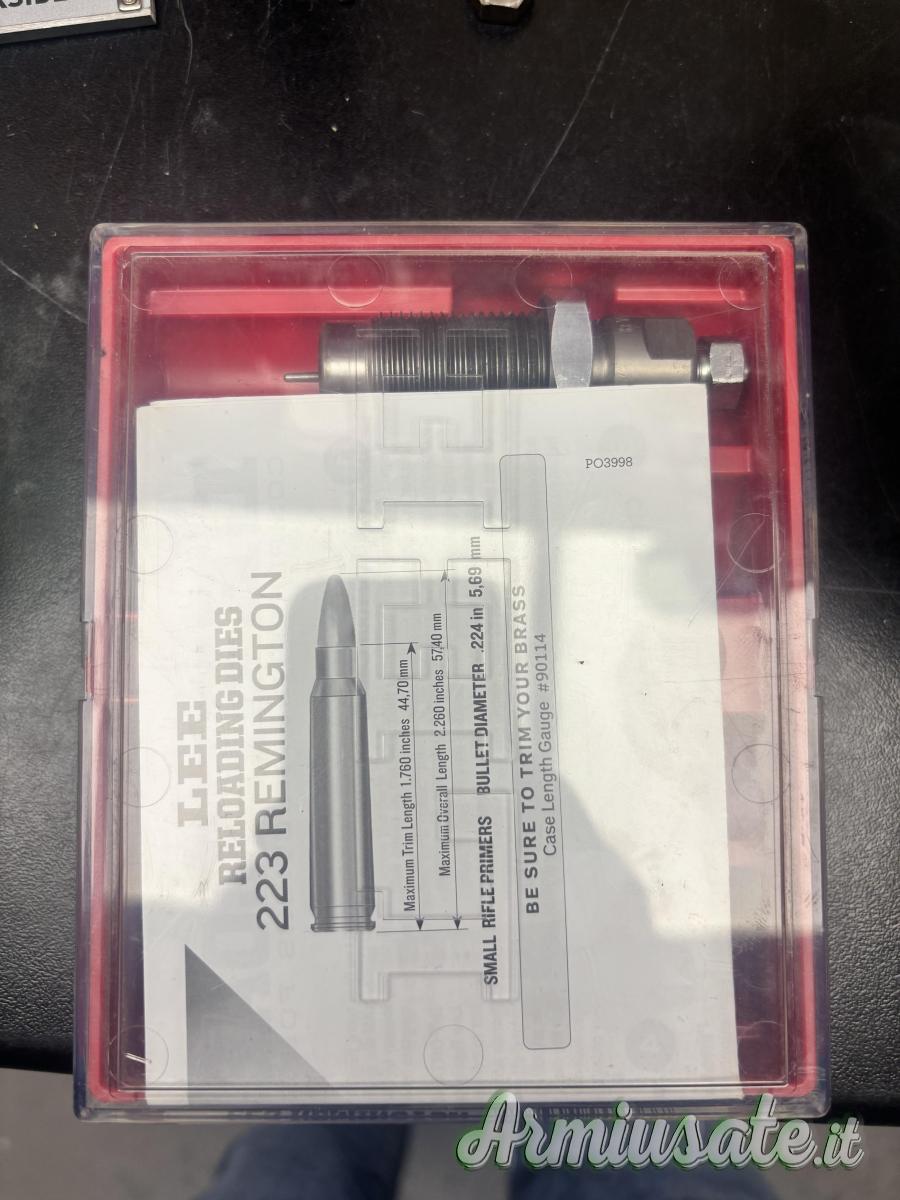 LEE
RELOADING DIES
223 REMINGTON
Maximum Trim Length 1.760 inches 44,70 mm
Maximum Overall Length 2.260 inches 57,40 mm
SMALL RIFLE PRIMERS BULLET DIAMETER .224 in 5,69 mm
BE SURE TO TRIM YOUR BRASS
Case Length Gauge #90114
PO3998
LEE
Armiusate.it